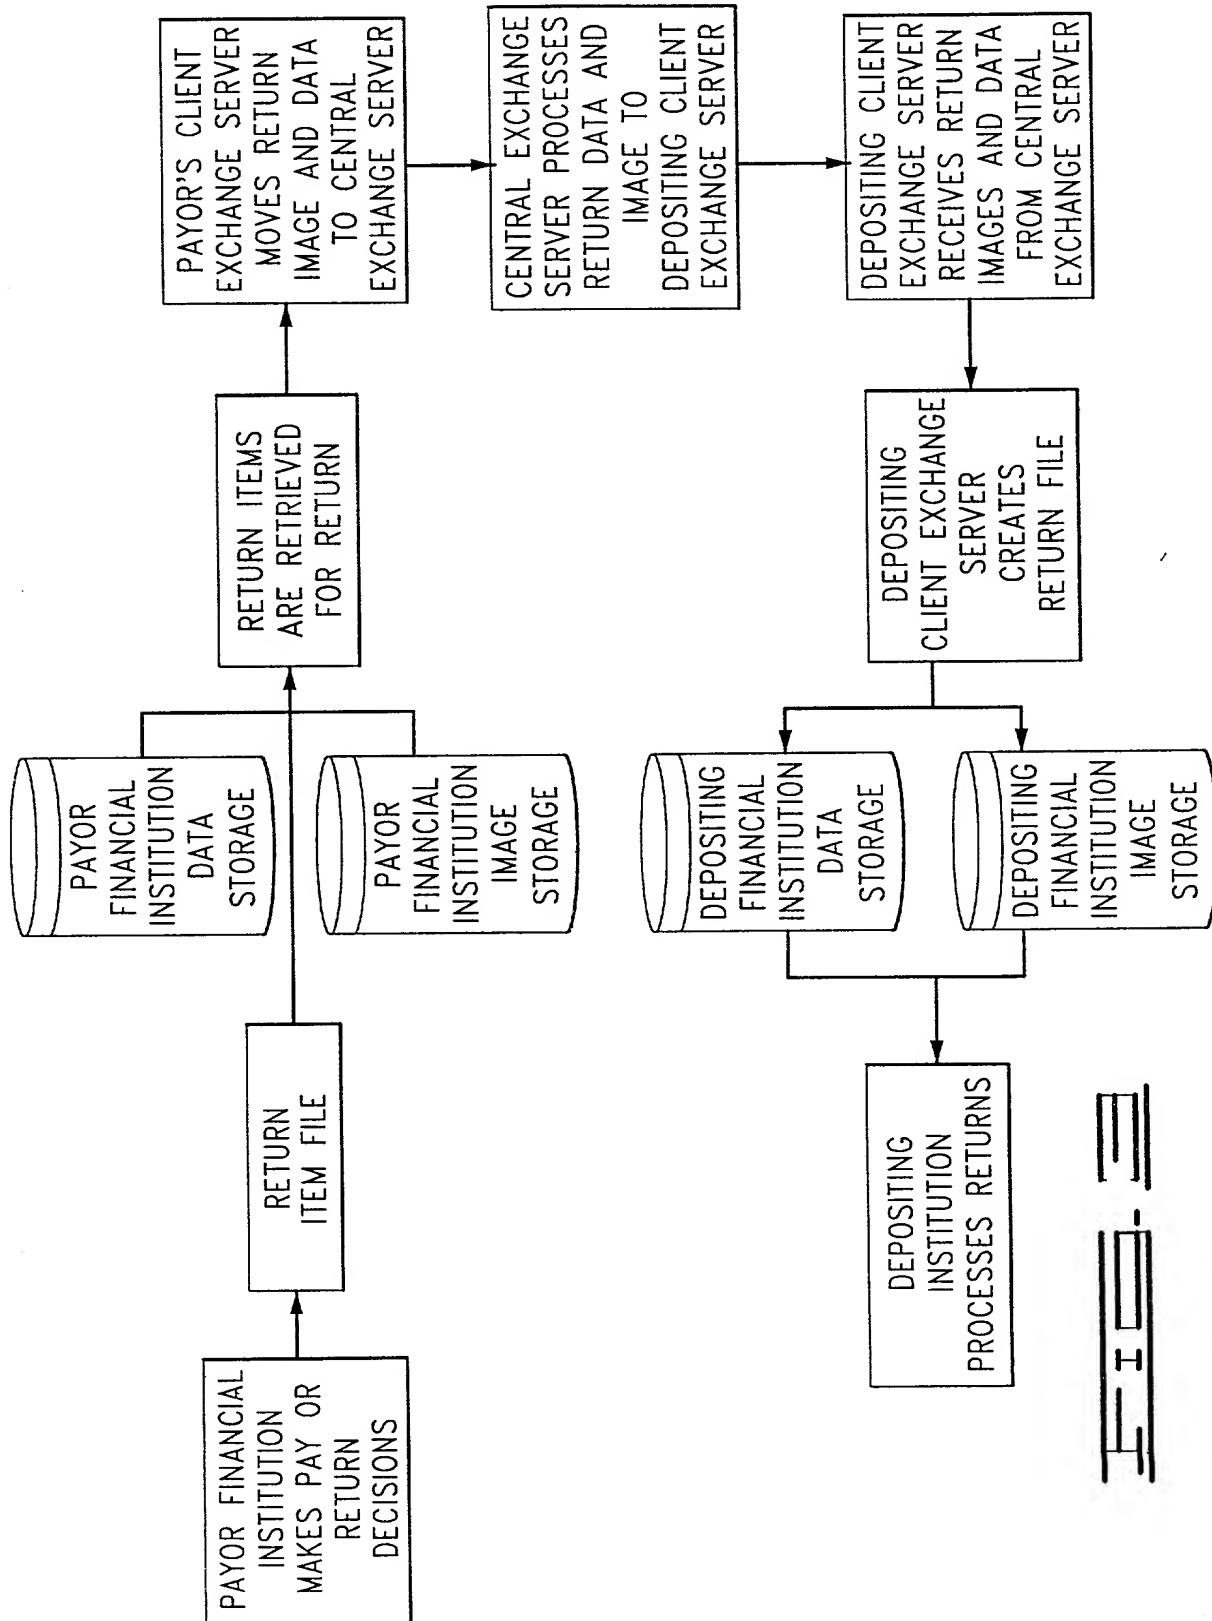 PAYOR FINANCIAL
INSTITUTION
MAKES PAY OR
RETURN
DECISIONS
RETURN
ITEM FILE
PAYOR
FINANCIAL
INSTITUTION
DATA
STORAGE
PAYOR
FINANCIAL
INSTITUTION
IMAGE
STORAGE
RETURN ITEMS
ARE RETRIEVED
FOR RETURN
PAYOR'S CLIENT
EXCHANGE SERVER
MOVES RETURN
IMAGE AND DATA
TO CENTRAL
EXCHANGE SERVER
CENTRAL EXCHANGE
SERVER PROCESSES
RETURN DATA AND
IMAGE TO
DEPOSITING CLIENT
EXCHANGE SERVER
DEPOSITING CLIENT
EXCHANGE SERVER
RECEIVES RETURN
IMAGES AND DATA
FROM CENTRAL
EXCHANGE SERVER
DEPOSITING
CLIENT EXCHANGE
SERVER
CREATES
RETURN FILE
DEPOSITING
FINANCIAL
INSTITUTION
DATA
STORAGE
DEPOSITING
FINANCIAL
INSTITUTION
IMAGE
STORAGE
DEPOSITING
INSTITUTION
PROCESSES RETURNS